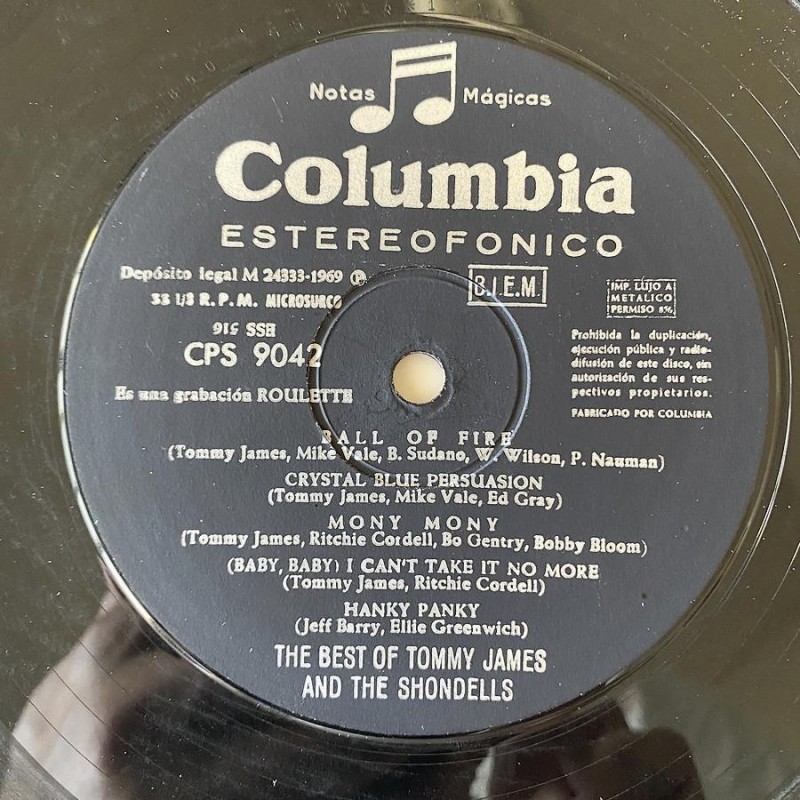 Notas Mágicas
Columbia
ESTEREOFONICO
Depósito legal M 24333-1969 Ⓟ
33 1/3 R.P.M. MICROSURCO
916 SSH
CPS 9042
Es una grabación ROULETTE
B.I.E.M.
IMP. LUJO A
METALICO
PERMISO 896
Prohibida la duplicación,
ejecución pública y radio-
difusión de este disco, sin
autorización de sus res-
pectivos propietarios.
FABRICADO POR COLUMBIA
BALL OF FIRE
(Tommy James, Mike Vale, B. Sudano, W. Wilson, P. Nauman)
CRYSTAL BLUE PERSUASION
(Tommy James, Mike Vale, Ed Gray)
MONY MONY
(Tommy James, Ritchie Cordell, Bo Gentry, Bobby Bloom)
(BABY, BABY) I CAN'T TAKE IT NO MORE
(Tommy James, Ritchie Cordell)
HANKY PANKY
(Jeff Barry, Ellie Greenwich)
THE BEST OF TOMMY JAMES
AND THE SHONDELLS